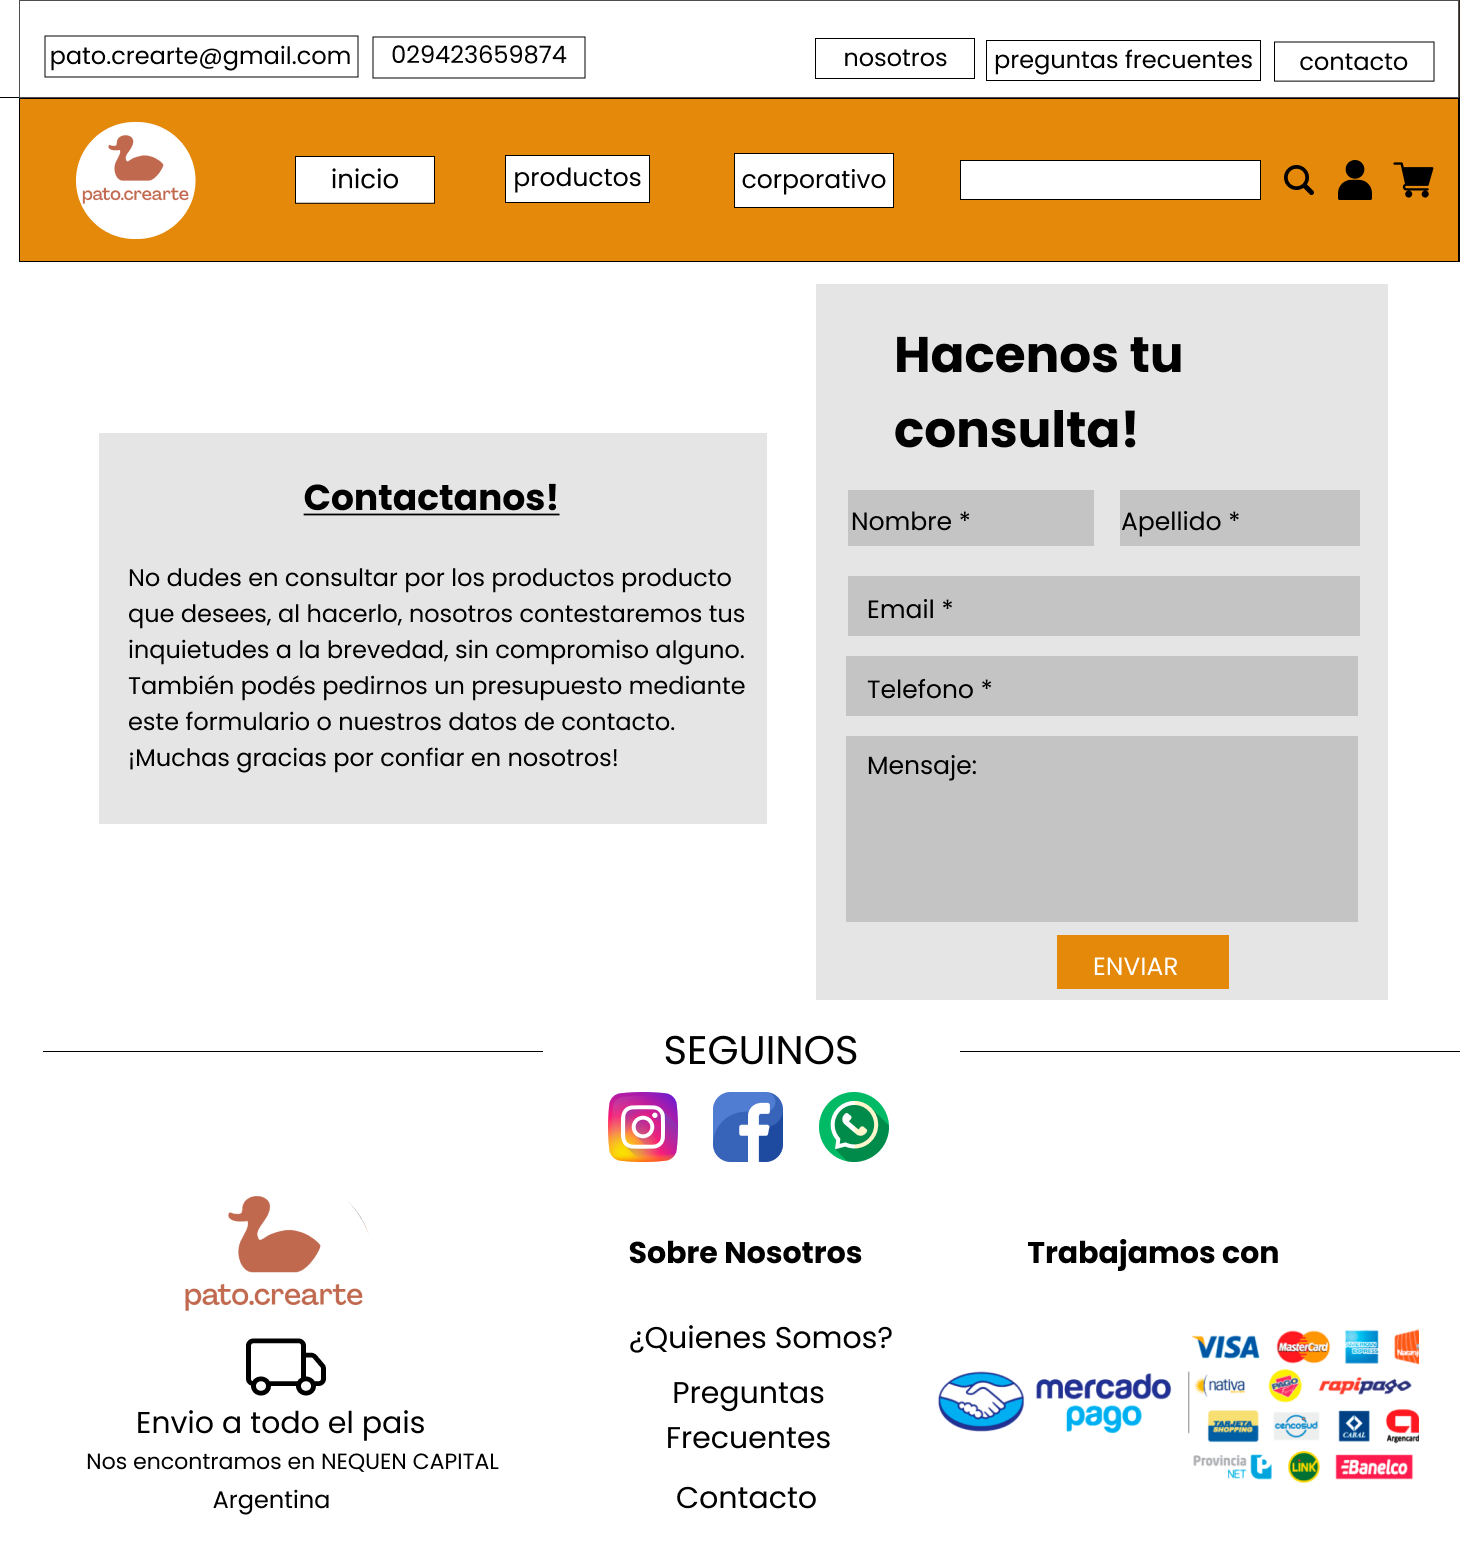 pato.crearte@gmail.com
029423659874
nosotros
preguntas frecuentes
contacto
pato.crearte
inicio
productos
corporativo
Contactanos!
No dudes en consultar por los productos producto
que desees, al hacerlo, nosotros contestaremos tus
inquietudes a la brevedad, sin compromiso alguno.
También podés pedirnos un presupuesto mediante
este formulario o nuestros datos de contacto.
¡Muchas gracias por confiar en nosotros!
Hacenos tu
consulta!
Nombre *
Apellido *
Email *
Telefono *
Mensaje:
ENVIAR
SEGUINOS
pato.crearte
Envio a todo el pais
Nos encontramos en NEQUEN CAPITAL
Argentina
Sobre Nosotros
¿Quienes Somos?
Preguntas
Frecuentes
Contacto
Trabajamos con
mercado
pago
VISA
MasterCard
nativa
PAGO
rapipago
TARJETA
SHOPPING
cencosud
CABAL
Argencard
Provincia
NET
LINK
Banelco